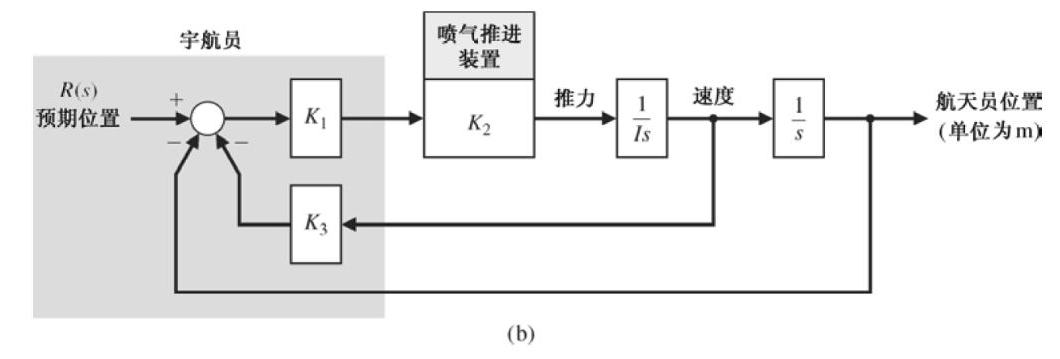 宇航员
喷气推进
装置
R(s)
预期位置
+
−
−
K₁
K₂
推力
1
Is
速度
1
s
航天员位置
(单位为m)
K₃
(b)